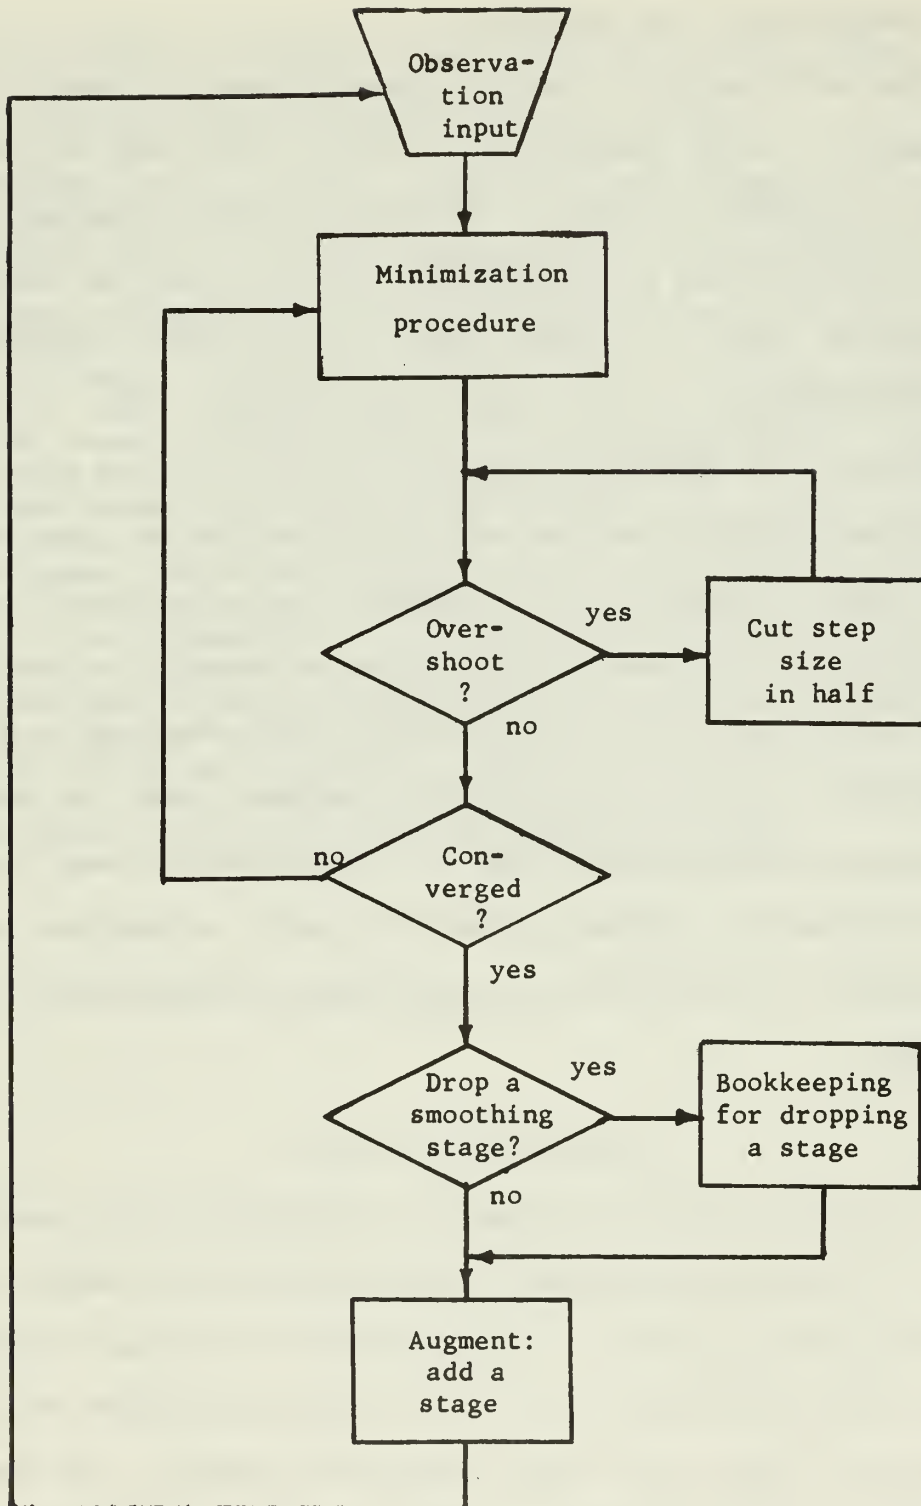 Observa-
tion
input
Minimization
procedure
Over-
shoot
?
yes
Cut step
size
in half
no
no
Con-
verged
?
yes
Drop a
smoothing
stage?
yes
Bookkeeping
for dropping
a stage
no
Augment:
add a
stage